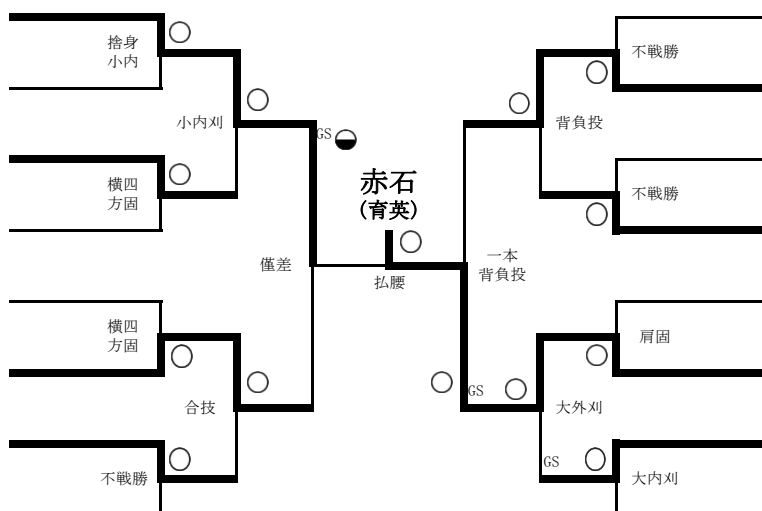 捨身
小内
不戦勝
小内刈
背負投
GS
横四
方固
赤石
(育英)
不戦勝
僅差
一本
背負投
払腰
横四
方固
肩固
GS
合技
大外刈
GS
不戦勝
大内刈